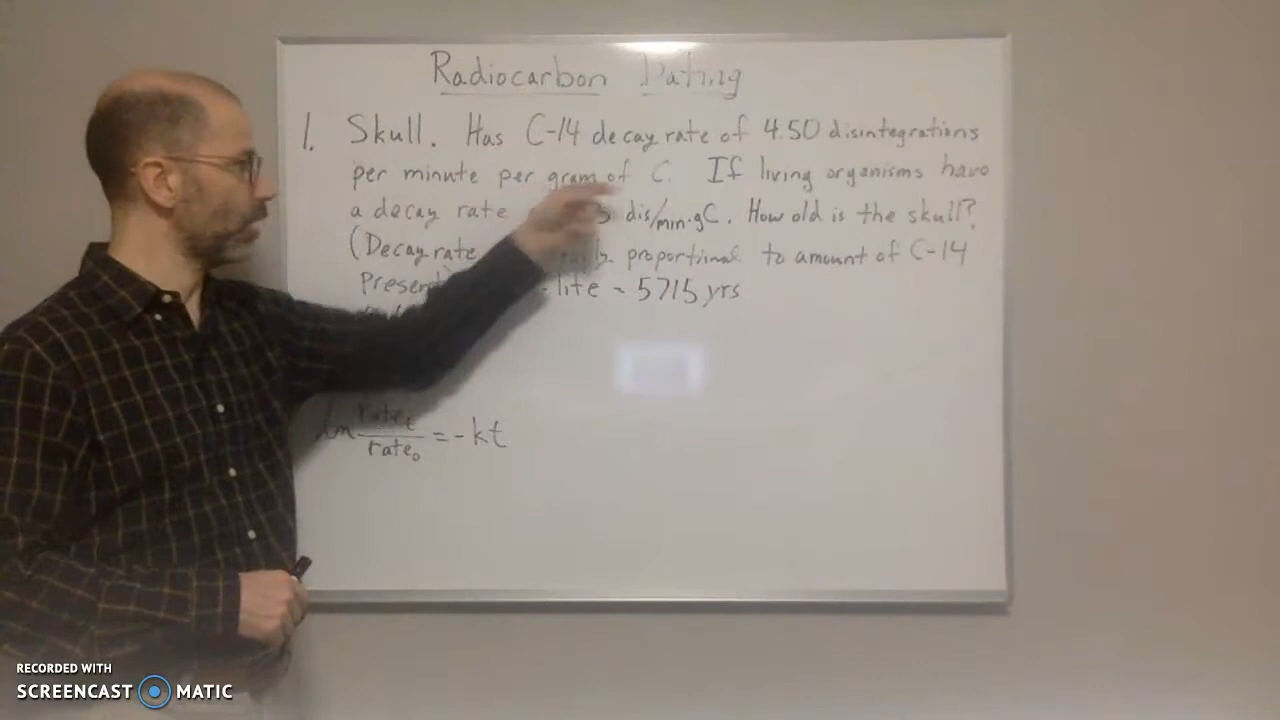 Radiocarbon Dating
1. Skull. Has C-14 decay rate of 4.50 disintegrations
per minute per gram of C. If living organisms have
a decay rate dis/min·gC. How old is the skull?
(Decay rate proportional to amount of C-14
= 5715 yrs
ln rate_t
rate_0 = -kt
RECORDED WITH
SCREENCAST MATIC